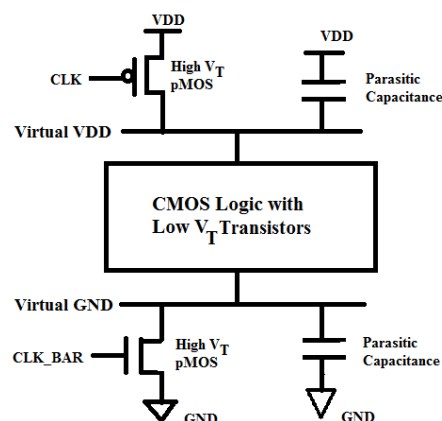 VDD
VDD
CLK
High VT
pMOS
Parasitic
Capacitance
Virtual VDD
CMOS Logic with
Low VT Transistors
Virtual GND
High VT
pMOS
CLK_BAR
Parasitic
Capacitance
GND
GND